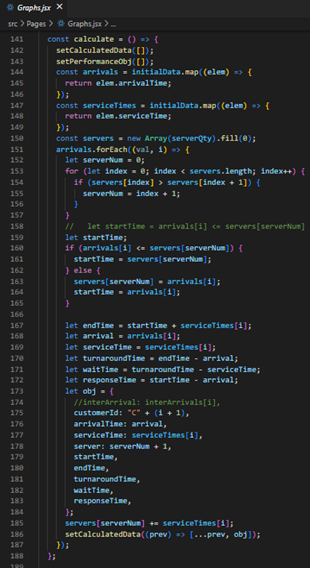 Graphs.jsx ×
src > Pages > Graphs.jsx > ...
141 const calculate = () => {
142 setCalculatedData([]);
143 setPerformanceObj([]);
144 const arrivals = initialData.map((elem) => {
145 return elem.arrivalTime;
146 });
147 const serviceTimes = initialData.map((elem) => {
148 return elem.serviceTime;
149 });
150 const servers = new Array(serverQty).fill(0);
151 arrivals.forEach((val, i) => {
152 let serverNum = 0;
153 for (let index = 0; index < servers.length; index++) {
154 if (servers[index] > servers[index + 1]) {
155 serverNum = index + 1;
156 }
157 }
158 // let startTime = arrivals[i] <= servers[serverNum]
159 let startTime;
160 if (arrivals[i] <= servers[serverNum]) {
161 startTime = servers[serverNum];
162 } else {
163 servers[serverNum] = arrivals[i];
164 startTime = arrivals[i];
165 }
166
167 let endTime = startTime + serviceTimes[i];
168 let arrival = arrivals[i];
169 let serviceTime = serviceTimes[i];
170 let turnaroundTime = endTime - arrival;
171 let waitTime = turnaroundTime - serviceTime;
172 let responseTime = startTime - arrival;
173 let obj = {
174 //interArrival: interArrivals[i],
175 customerId: "C" + (i + 1),
176 arrivalTime: arrival,
177 serviceTime: serviceTimes[i],
178 server: serverNum + 1,
179 startTime,
180 endTime,
181 turnaroundTime,
182 waitTime,
183 responseTime,
184 };
185 servers[serverNum] += serviceTimes[i];
186 setCalculatedData((prev) => [...prev, obj]);
187 });
188 };
189